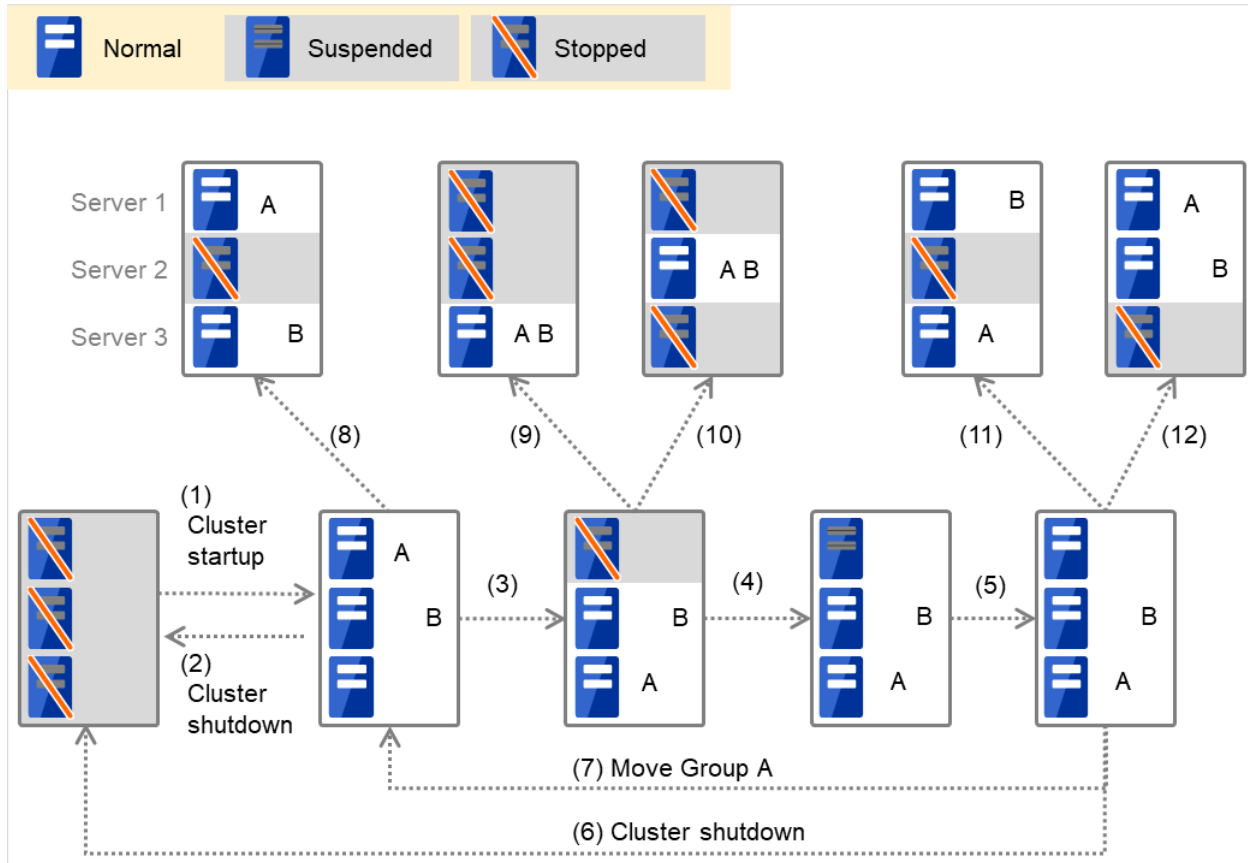 Normal
Suspended
Stopped
Server 1
A
B
A
Server 2
A B
B
Server 3
B
A B
A
(8)
(9)
(10)
(11)
(12)
(1)
Cluster
startup
A
(3)
(4)
(5)
B
B
B
B
(2)
Cluster
shutdown
A
A
A
(7) Move Group A
(6) Cluster shutdown